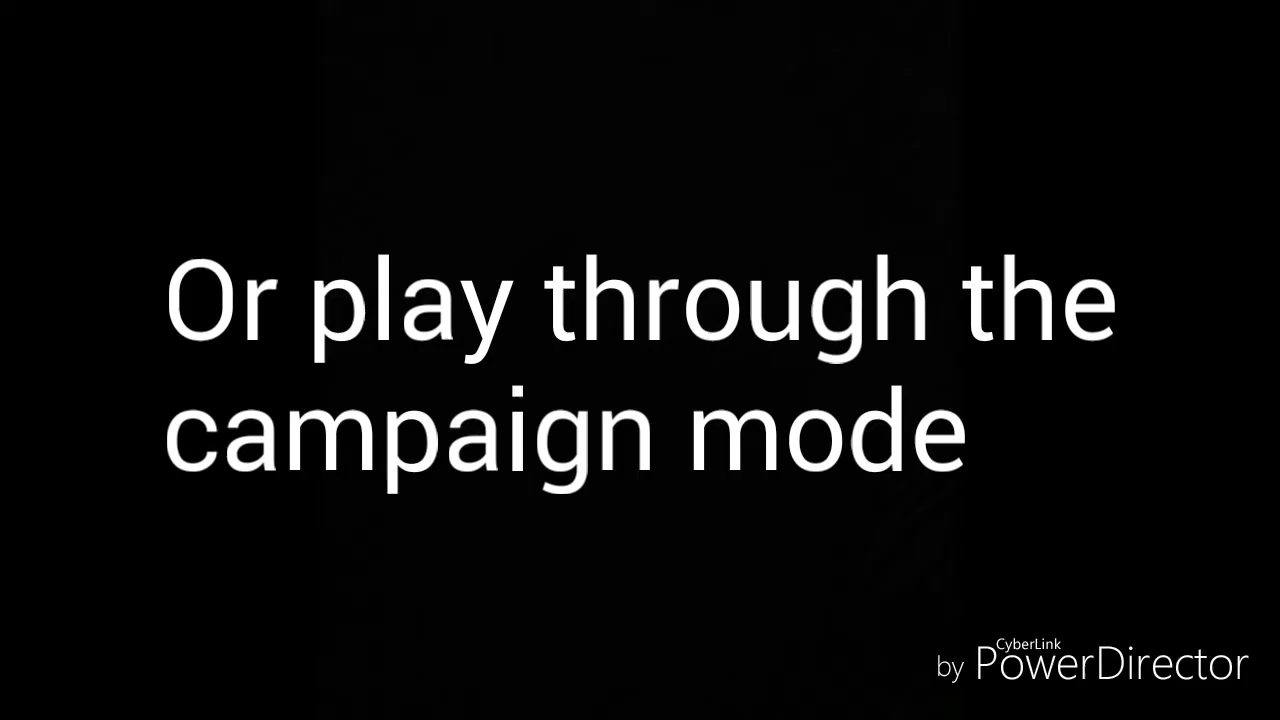 Or play through the
campaign mode
CyberLink
by PowerDirector